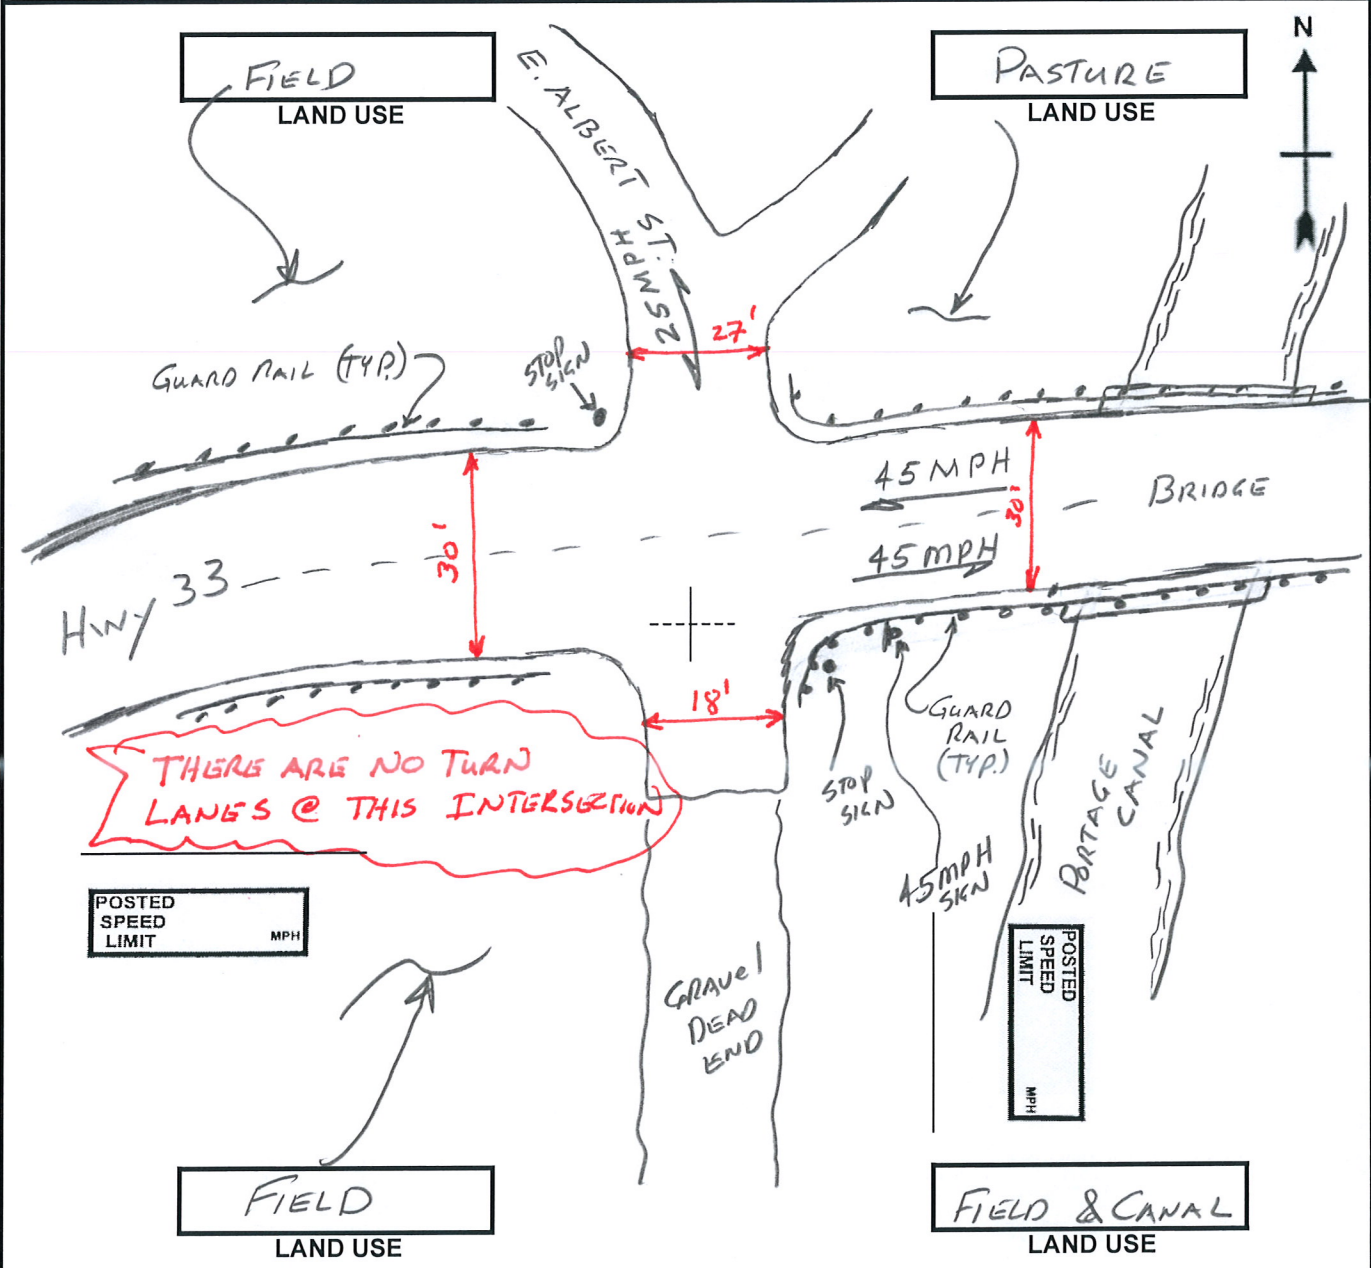 N
FIELD
LAND USE
PASTURE
LAND USE
E. ALBERT ST.
25 MPH
27'
GUARD RAIL (TYP.)
STOP
SIGN
45 MPH
30'
BRIDGE
45 MPH
30'
HWY 33
18'
GUARD
RAIL
(TYP.)
STOP
SIGN
45 MPH
SIGN
PORTAGE
CANAL
THERE ARE NO TURN
LANES @ THIS INTERSECTION
POSTED
SPEED
LIMIT
MPH
POSTED
SPEED
LIMIT
MPH
GRAVEl
DEAD
END
FIELD
LAND USE
FIELD & CANAL
LAND USE